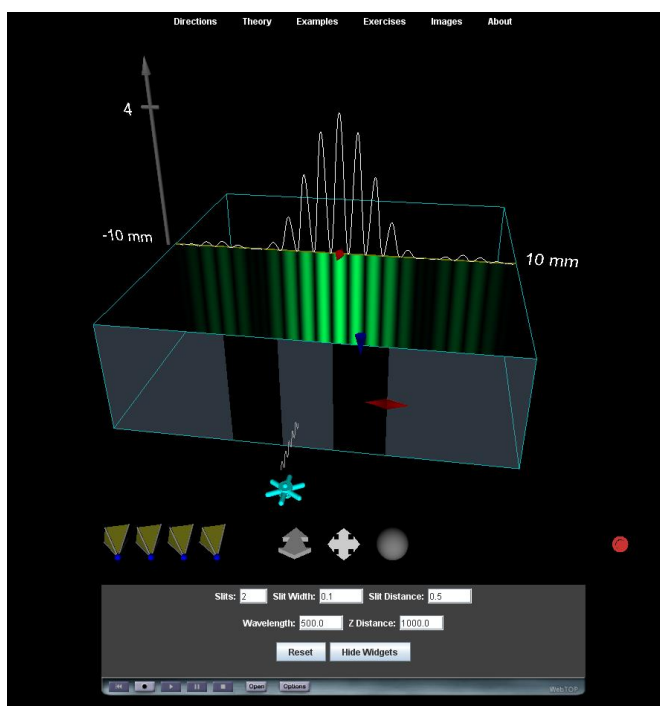 Directions Theory Examples Exercises Images About
4
-10 mm
10 mm
Slits: 2 Slit Width: 0.1 Slit Distance: 0.5
Wavelength: 500.0 Z Distance: 1000.0
Reset Hide Widgets
Open Options WebTOP